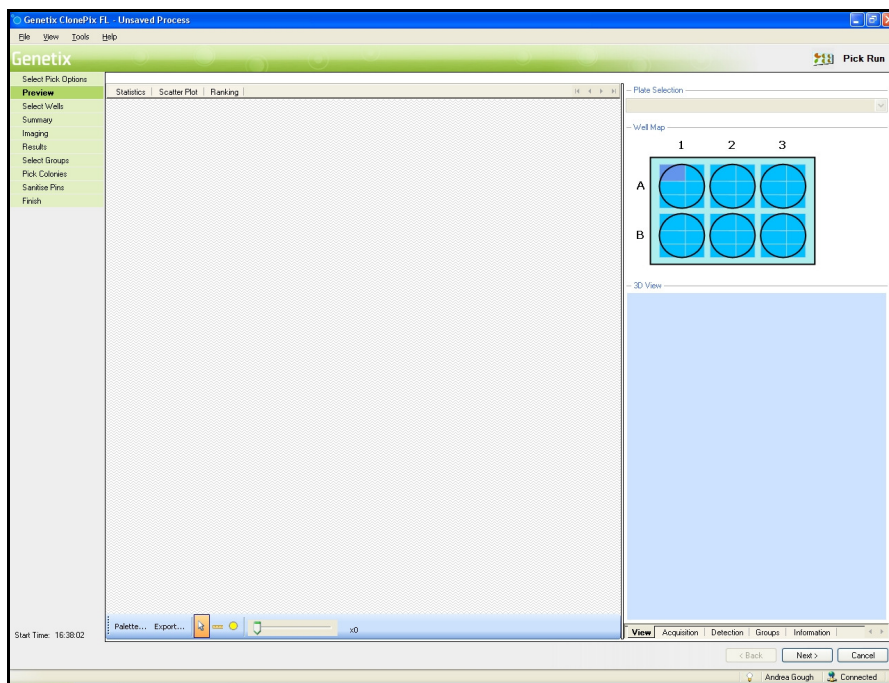 Genetix ClonePix FL - Unsaved Process
File View Tools Help
Genetix
Pick Run
Select Pick Options
Preview
Select Wells
Summary
Imaging
Results
Select Groups
Pick Colonies
Sanitise Pins
Finish
Start Time: 16:38:02
Statistics Scatter Plot Ranking
Palette... Export... x0
Plate Selection
Well Map
1 2 3
A
B
3D View
View Acquisition Detection Groups Information
< Back Next > Cancel
Andrea Gough Connected